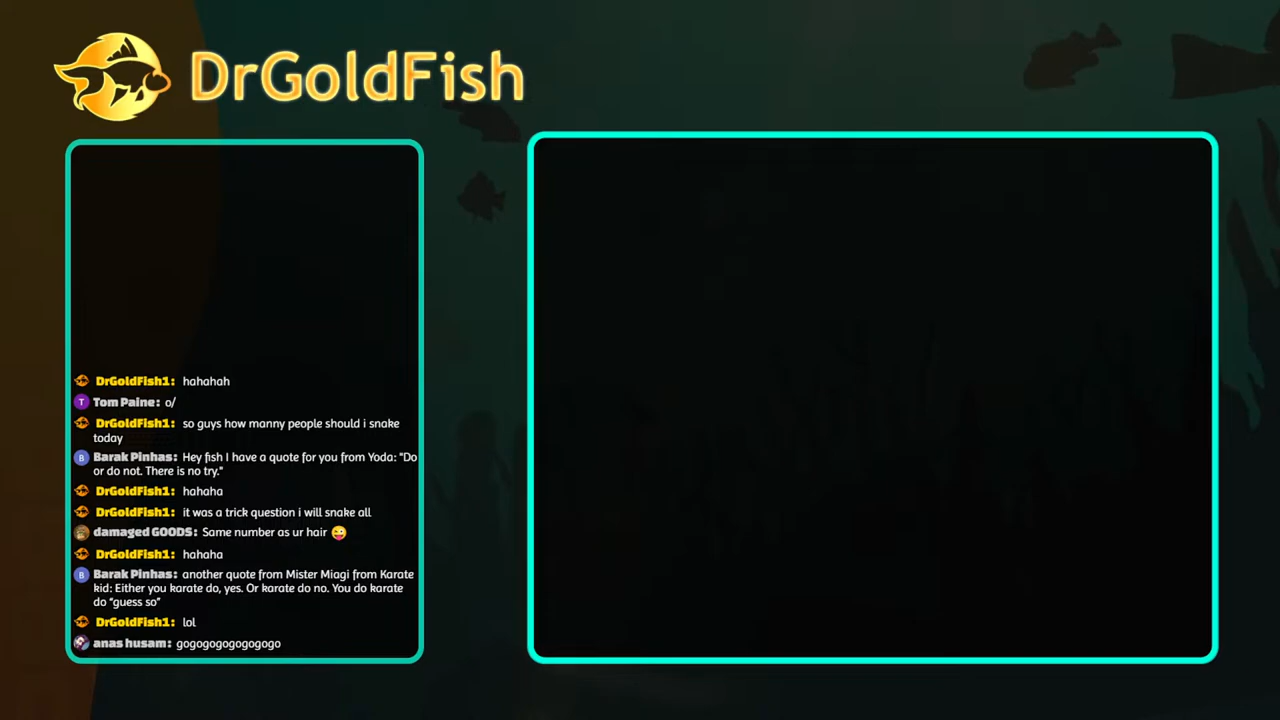 DrGoldFish
DrGoldFish1: hahahah
T Tom Paine: o/
DrGoldFish1: so guys how manny people should i snake
today
B Barak Pinhas: Hey fish I have a quote for you from Yoda: "Do
or do not. There is no try."
DrGoldFish1: hahaha
DrGoldFish1: it was a trick question i will snake all
damaged GOODS: Same number as ur hair 😜
DrGoldFish1: hahaha
B Barak Pinhas: another quote from Mister Miagi from Karate
kid: Either you karate do, yes. Or karate do no. You do karate
do “guess so”
DrGoldFish1: lol
anas husam: gogogogogogogogo